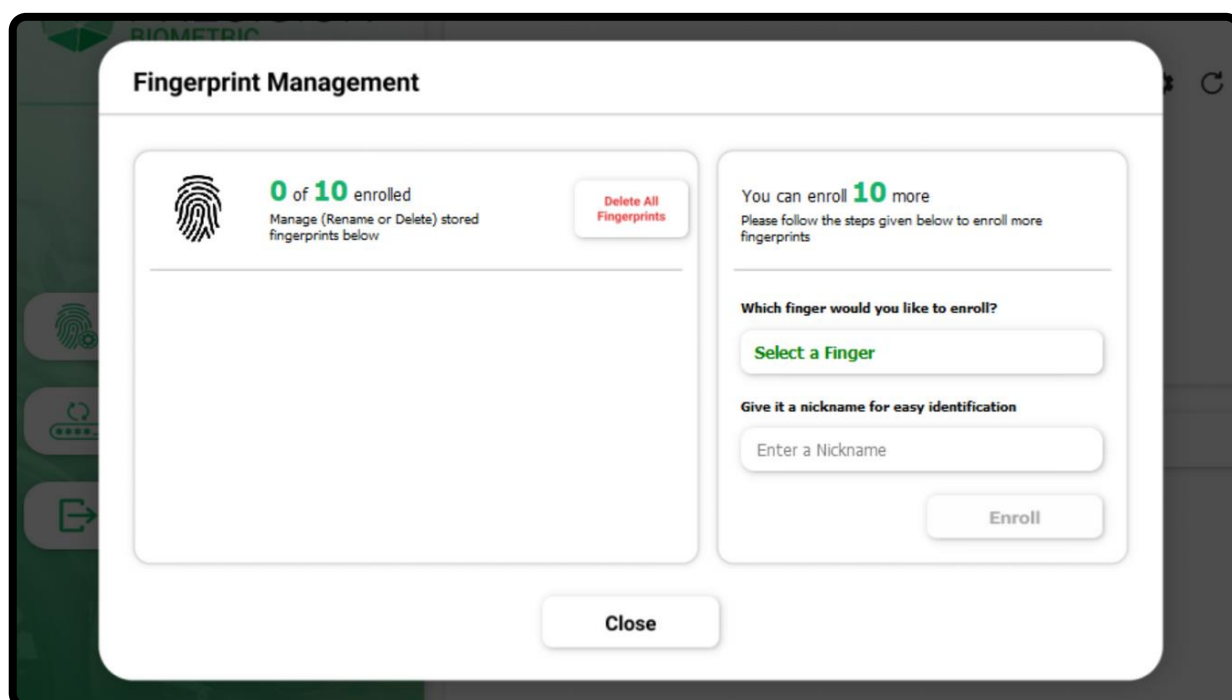 BIOMETRIC
Fingerprint Management
0 of 10 enrolled
Manage (Rename or Delete) stored
fingerprints below
Delete All
Fingerprints
You can enroll 10 more
Please follow the steps given below to enroll more
fingerprints
Which finger would you like to enroll?
Select a Finger
Give it a nickname for easy identification
Enter a Nickname
Enroll
Close